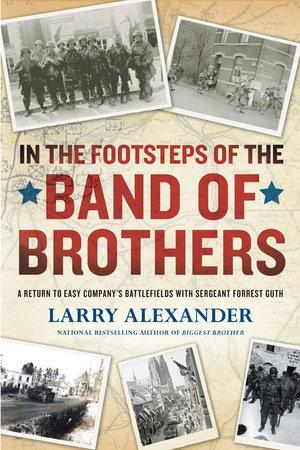 IN THE FOOTSTEPS OF THE
BAND OF
BROTHERS
A RETURN TO EASY COMPANY'S BATTLEFIELDS WITH SERGEANT FORREST GUTH
LARRY ALEXANDER
NATIONAL BESTSELLING AUTHOR OF BIGGEST BROTHER